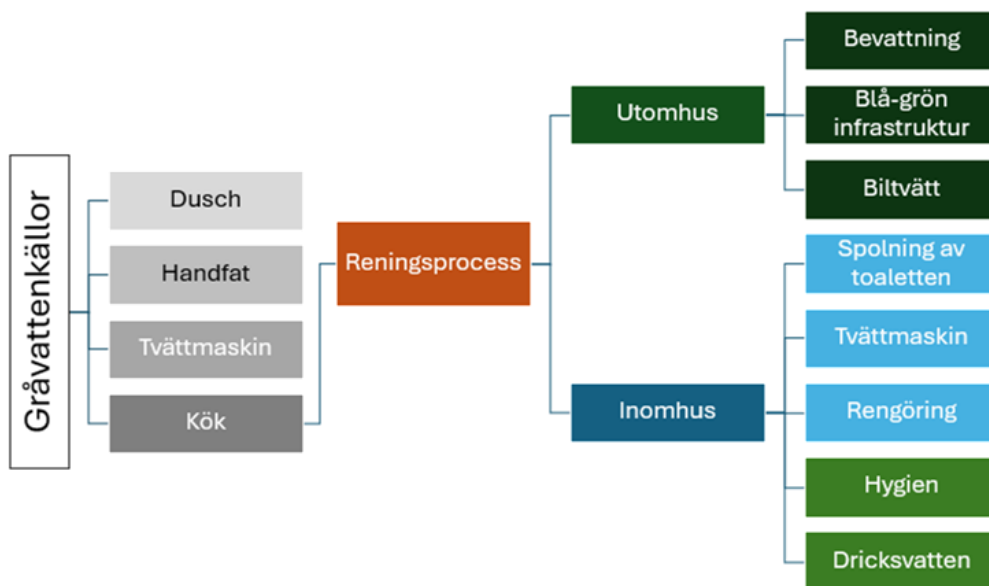 Gråvattenkällor
Dusch
Handfat
Tvättmaskin
Kök
Reningsprocess
Utomhus
Inomhus
Bevattning
Blå-grön
infrastruktur
Biltvätt
Spolning av
toaletten
Tvättmaskin
Rengöring
Hygien
Dricksvatten